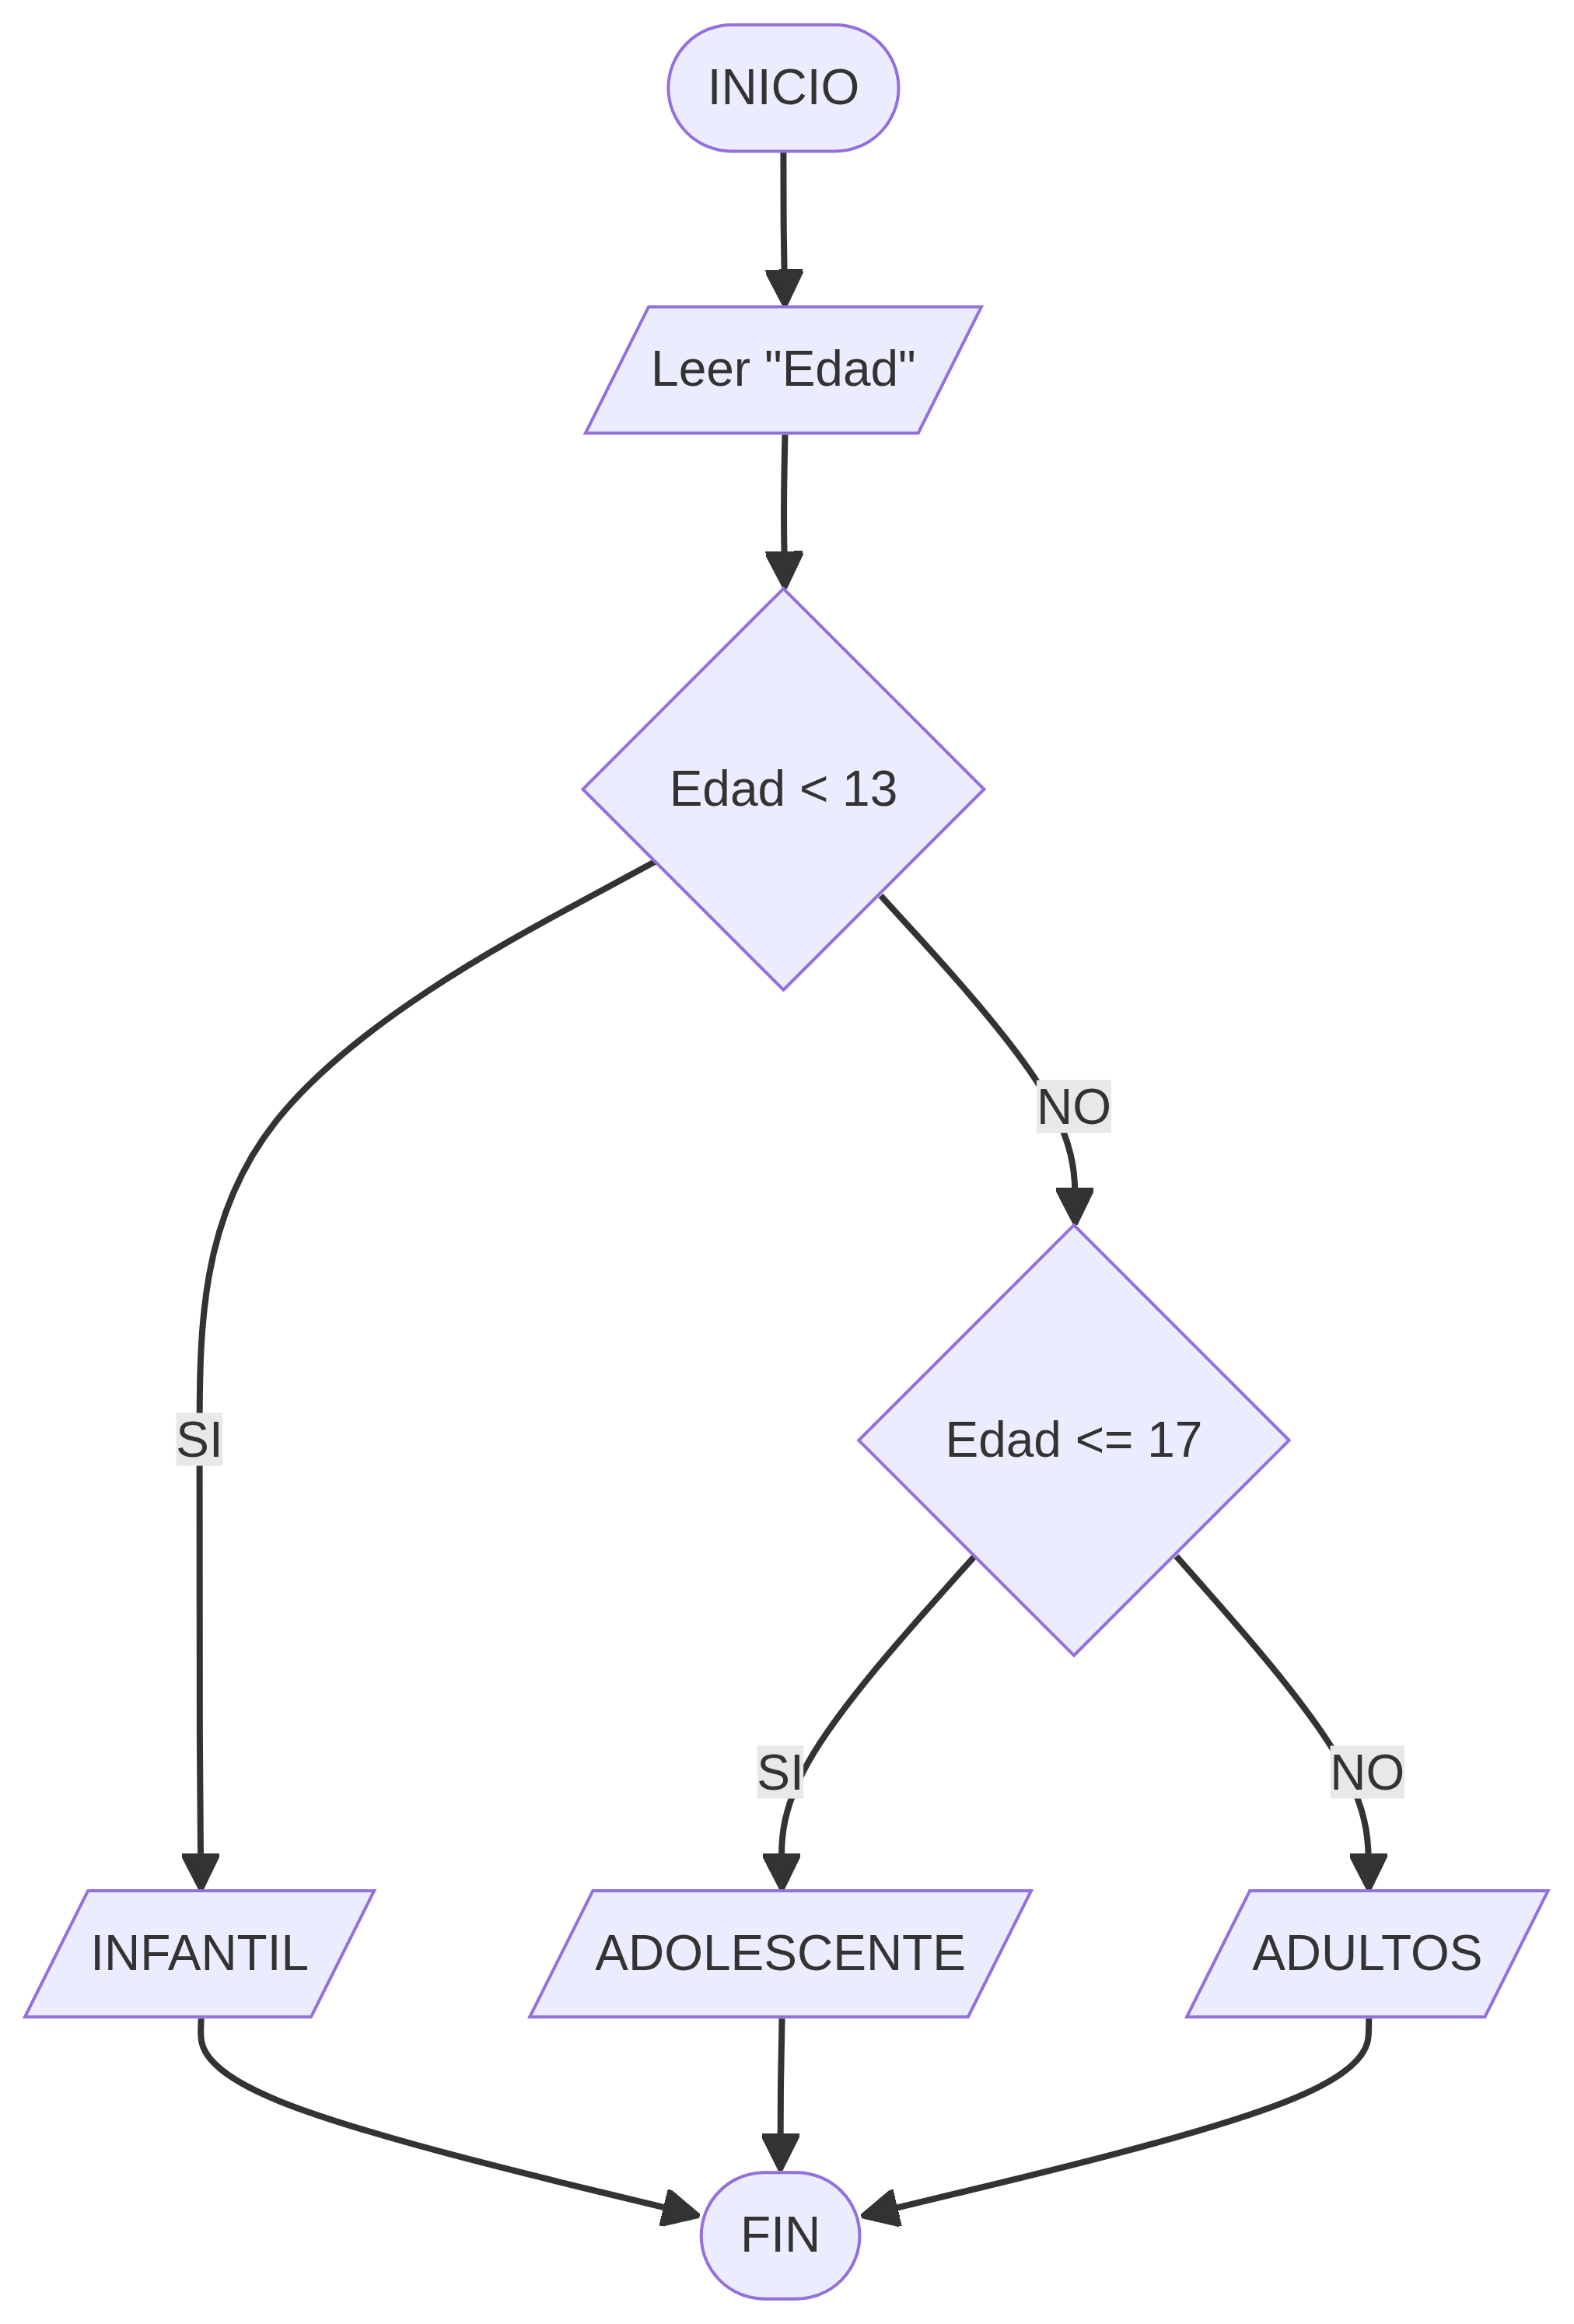 INICIO
Leer "Edad"
Edad < 13
NO
SI
Edad <= 17
SI
NO
INFANTIL
ADOLESCENTE
ADULTOS
FIN